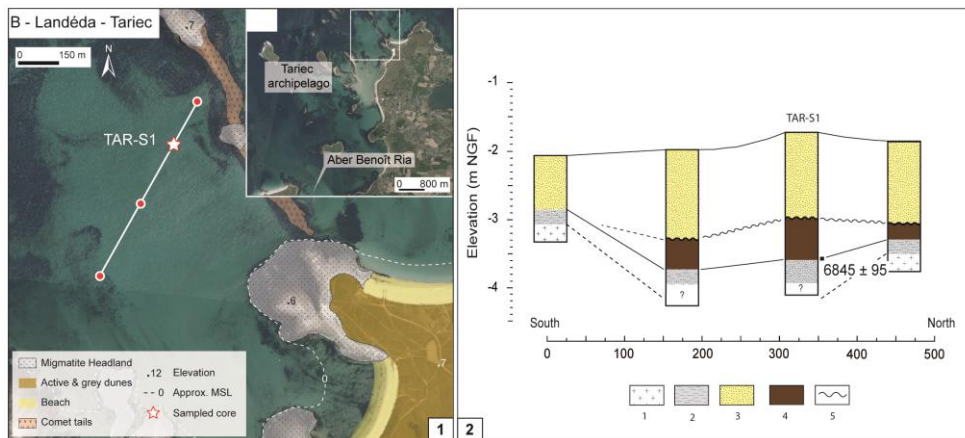 B - Landéda - Tariec
0 150 m
N
.7
TAR-S1
Tariec
archipelago
1
Aber Benoît Ria
0 800 m
.6
.7
0
Migmatite Headland
Active & grey dunes
Beach
Comet tails
.12 Elevation
0 Approx. MSL
Sampled core
1
2
TAR-S1
Elevation (m NGF)
-1
-2
-3
-4
6845 ± 95
?
?
South
North
0 100 200 300 400 500
1 2 3 4 5